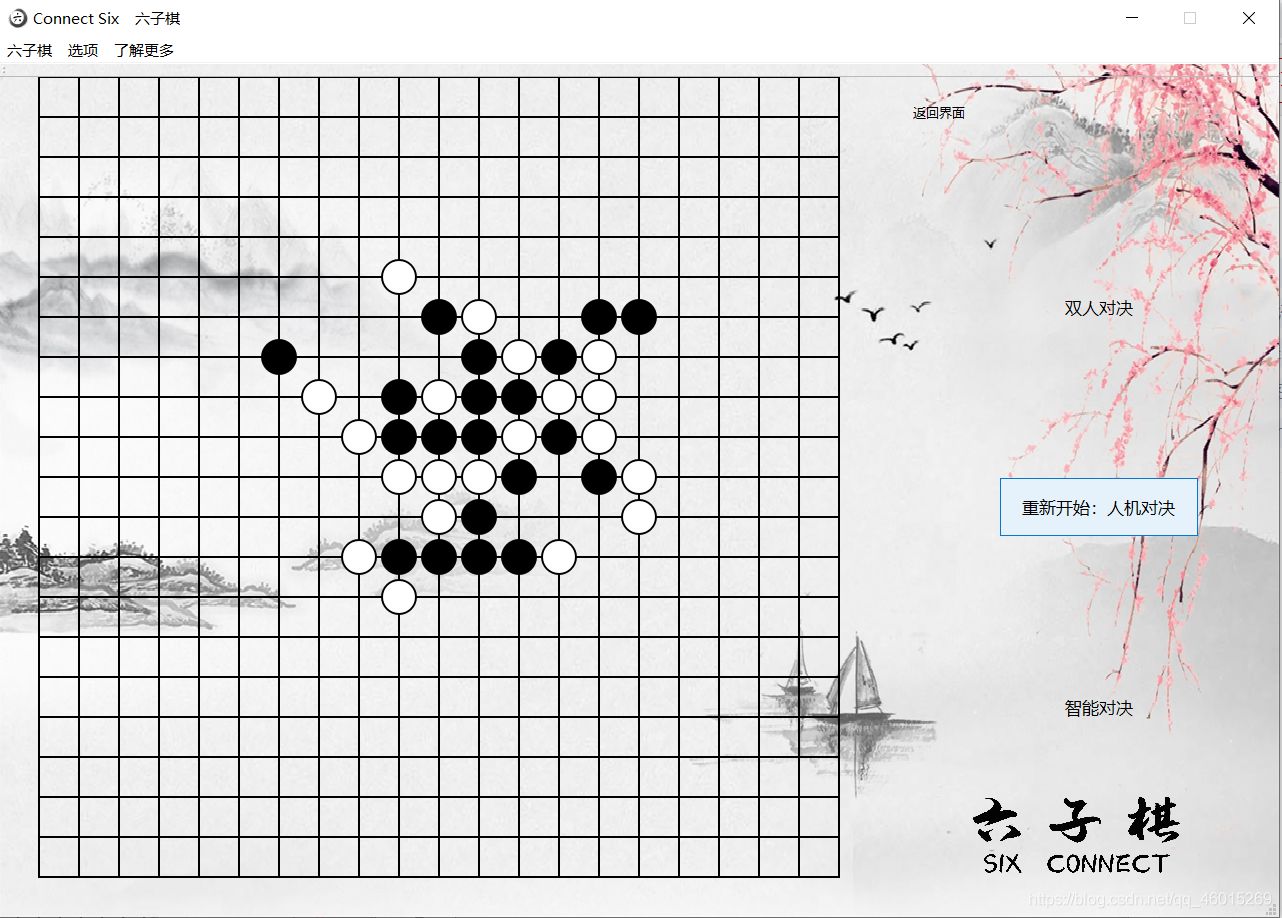 Connect Six 六子棋
六子棋 选项 了解更多
返回界面
双人对决
重新开始：人机对决
智能对决
六子棋
SIX CONNECT
https://blog.csdn.net/qq_46015269